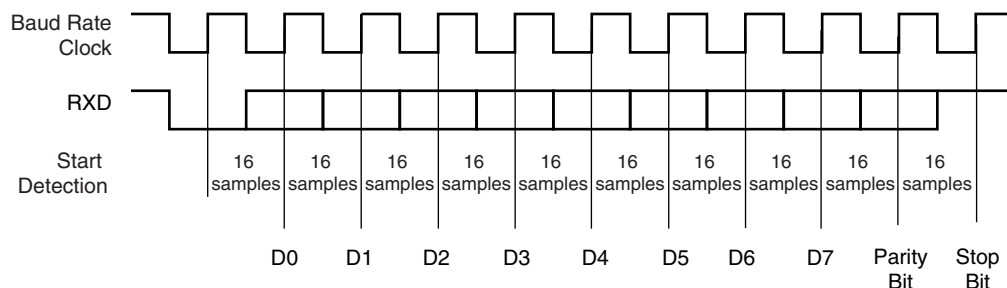 Baud Rate
Clock
RXD
Start
Detection
16 16 16 16 16 16 16 16 16 16
samples samples samples samples samples samples samples samples samples samples
D0 D1 D2 D3 D4 D5 D6 D7 Parity Stop
Bit Bit